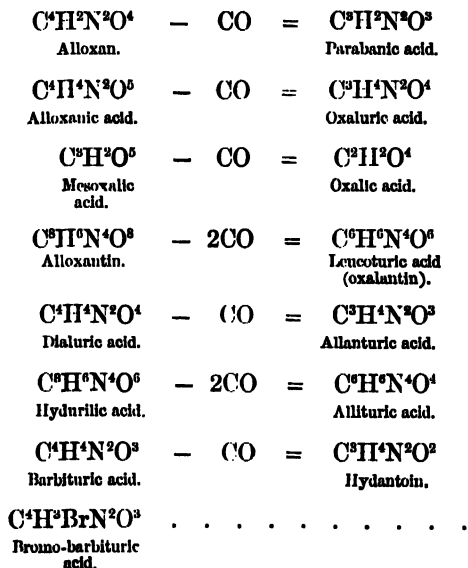 C⁴H²N²O⁴ — CO = C³H²N²O³
Alloxan. Parabanic acid.
C⁴H⁴N²O⁵ — CO = C³H⁴N²O⁴
Alloxanic acid. Oxaluric acid.
C³H²O⁵ — CO = C²H²O⁴
Mesoxalic Oxalic acid.
acid.
C⁸H⁶N⁴O⁸ — 2CO = C⁶H⁶N⁴O⁶
Alloxantin. Leucoturic acid
(oxalantin).
C⁴H⁴N²O⁴ — CO = C³H⁴N²O³
Dialuric acid. Allanturic acid.
C⁸H⁶N⁴O⁶ — 2CO = C⁶H⁶N⁴O⁴
Hydurilic acid. Allituric acid.
C⁴H⁴N²O³ — CO = C³H⁴N²O²
Barbituric acid. Hydantoin.
C⁴H³BrN²O³ . . . . . . . . . .
Bromo-barbituric
acid.